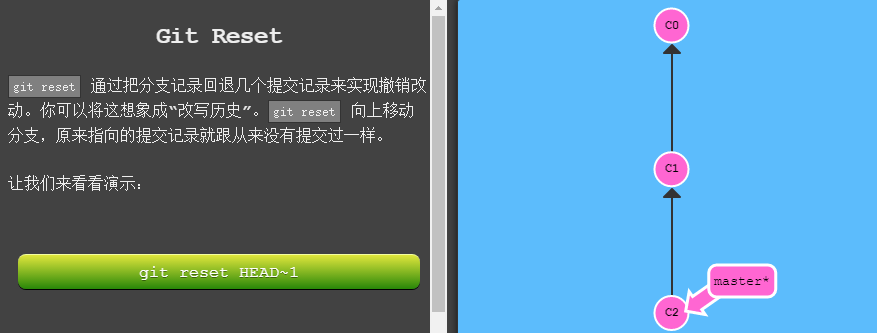 Git Reset
git reset 通过把分支记录回退几个提交记录来实现撤销改
动。你可以将这想象成“改写历史”。git reset 向上移动
分支，原来指向的提交记录就跟从来没有提交过一样。
让我们来看看演示：
git reset HEAD~1
C0
C1
master*
C2